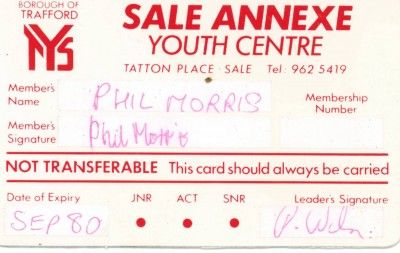 BOROUGH OF
TRAFFORD
NYS
SALE ANNEXE
YOUTH CENTRE
TATTON PLACE · SALE Tel: 962 5419
Member's Name PHIL MORRIS
Membership Number
Member's Signature Phil Morris
NOT TRANSFERABLE This card should always be carried
Date of Expiry JNR ACT SNR Leaders Signature
SEP 80 • • •